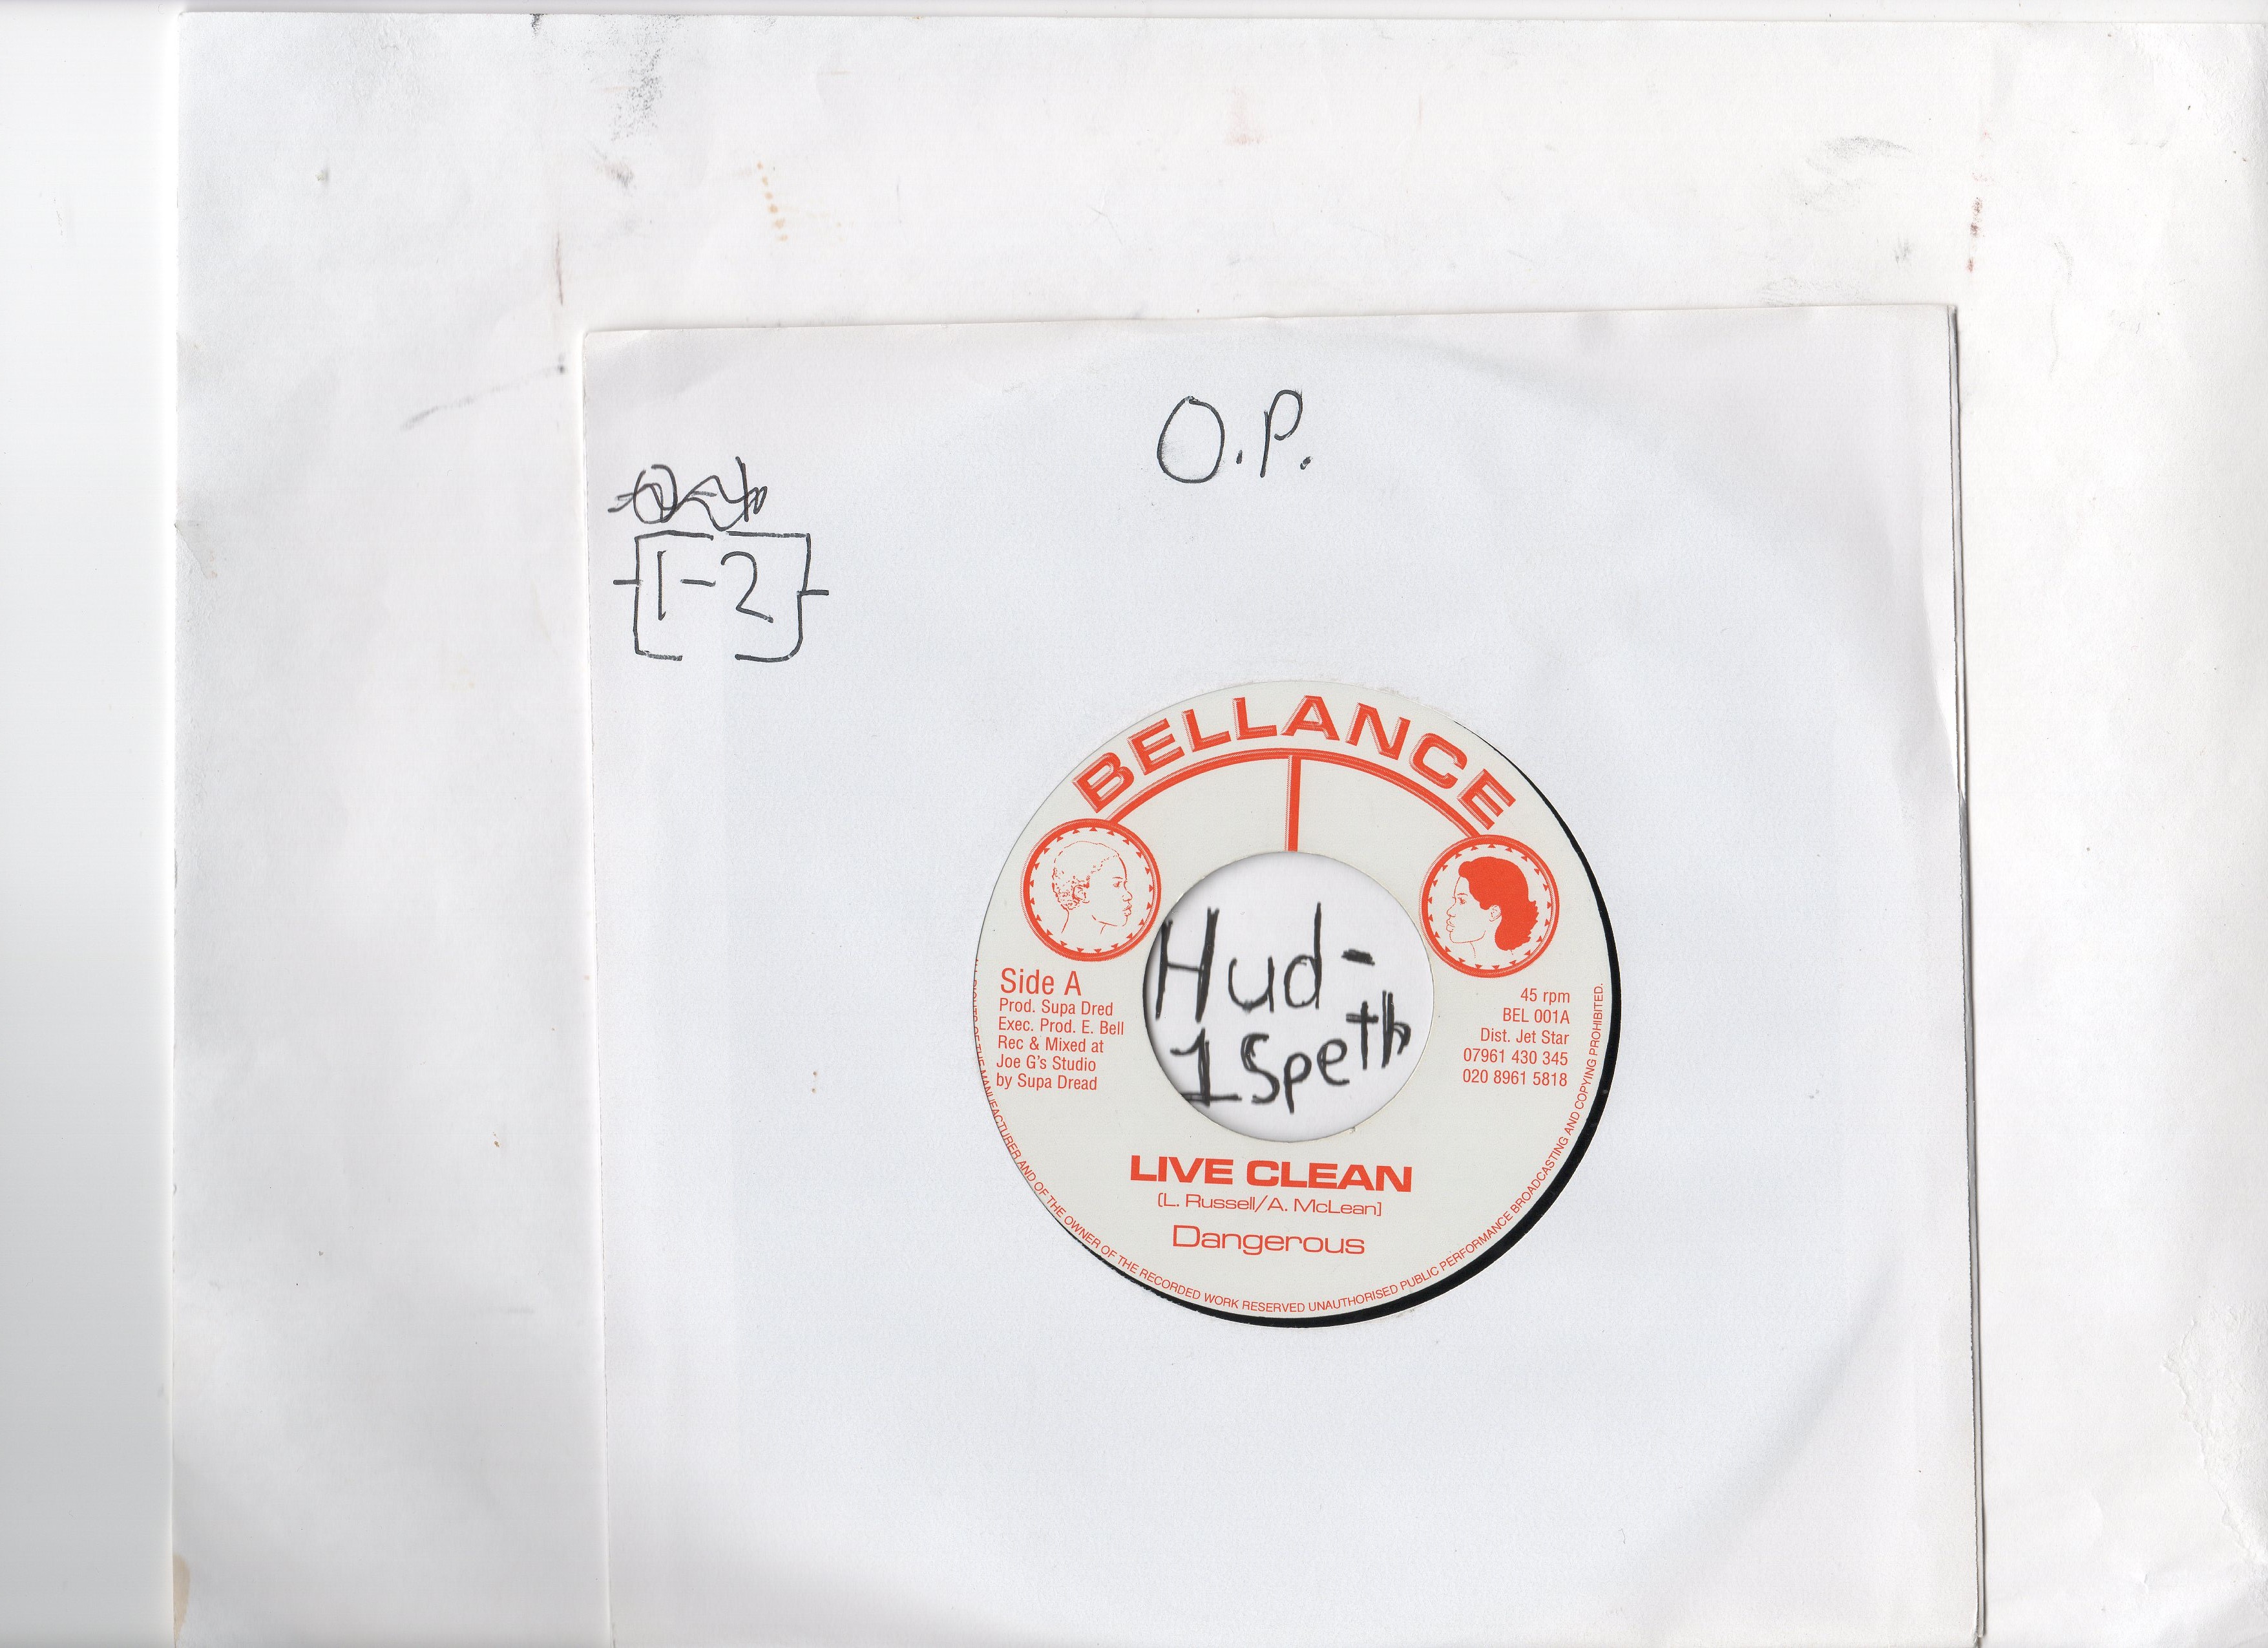 O.P.
1-2
BELLANCE
Hud-
1Speth
Side A
Prod. Supa Dred
Exec. Prod. E. Bell
Rec & Mixed at
Joe G's Studio
by Supa Dread
45 rpm
BEL 001A
Dist. Jet Star
07961 430 345
020 8961 5818
LIVE CLEAN
(L. Russell/A. McLean)
Dangerous
OF THE MANUFACTURER AND OF THE OWNER OF THE RECORDED WORK RESERVED UNAUTHORISED PUBLIC PERFORMANCE BROADCASTING AND COPYING PROHIBITED.